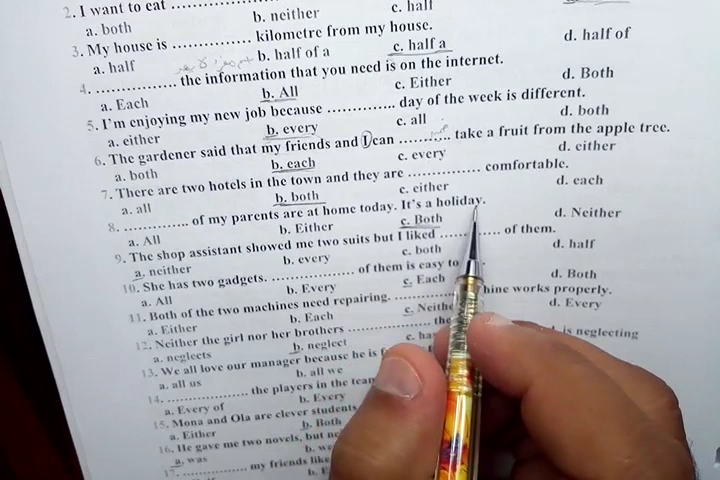 2. I want to eat ..............
a. both b. neither c. half
3. My house is .............. kilometre from my house.
a. half b. half of a c. half a d. half of
4. .............. the information that you need is on the internet.
a. Each b. All c. Either d. Both
5. I'm enjoying my new job because .............. day of the week is different.
a. either b. every c. all d. both
6. The gardener said that my friends and I can .............. take a fruit from the apple tree.
a. both b. each c. every d. either
7. There are two hotels in the town and they are .............. comfortable.
a. all b. both c. either d. each
8. .............. of my parents are at home today. It's a holiday.
a. All b. Either c. Both d. Neither
9. The shop assistant showed me two suits but I liked .............. of them.
a. neither b. every c. both d. half
10. She has two gadgets. .............. of them is easy to
a. All b. Every c. Each d. Both
11. Both of the two machines need repairing. .............. hine works properly.
a. Either b. Each c. Neithe d. Every
12. Neither the girl nor her brothers .............. the is neglecting
a. neglects b. neglect c. ha
13. We all love our manager because he is
a. all us b. all we
14. .............. the players in the tean
a. Every of b. Every
15. Mona and Ola are clever students
a. Either b. Both
16. He gave me two novels, but
a. was b. we
17. .............. my friends like
b. E